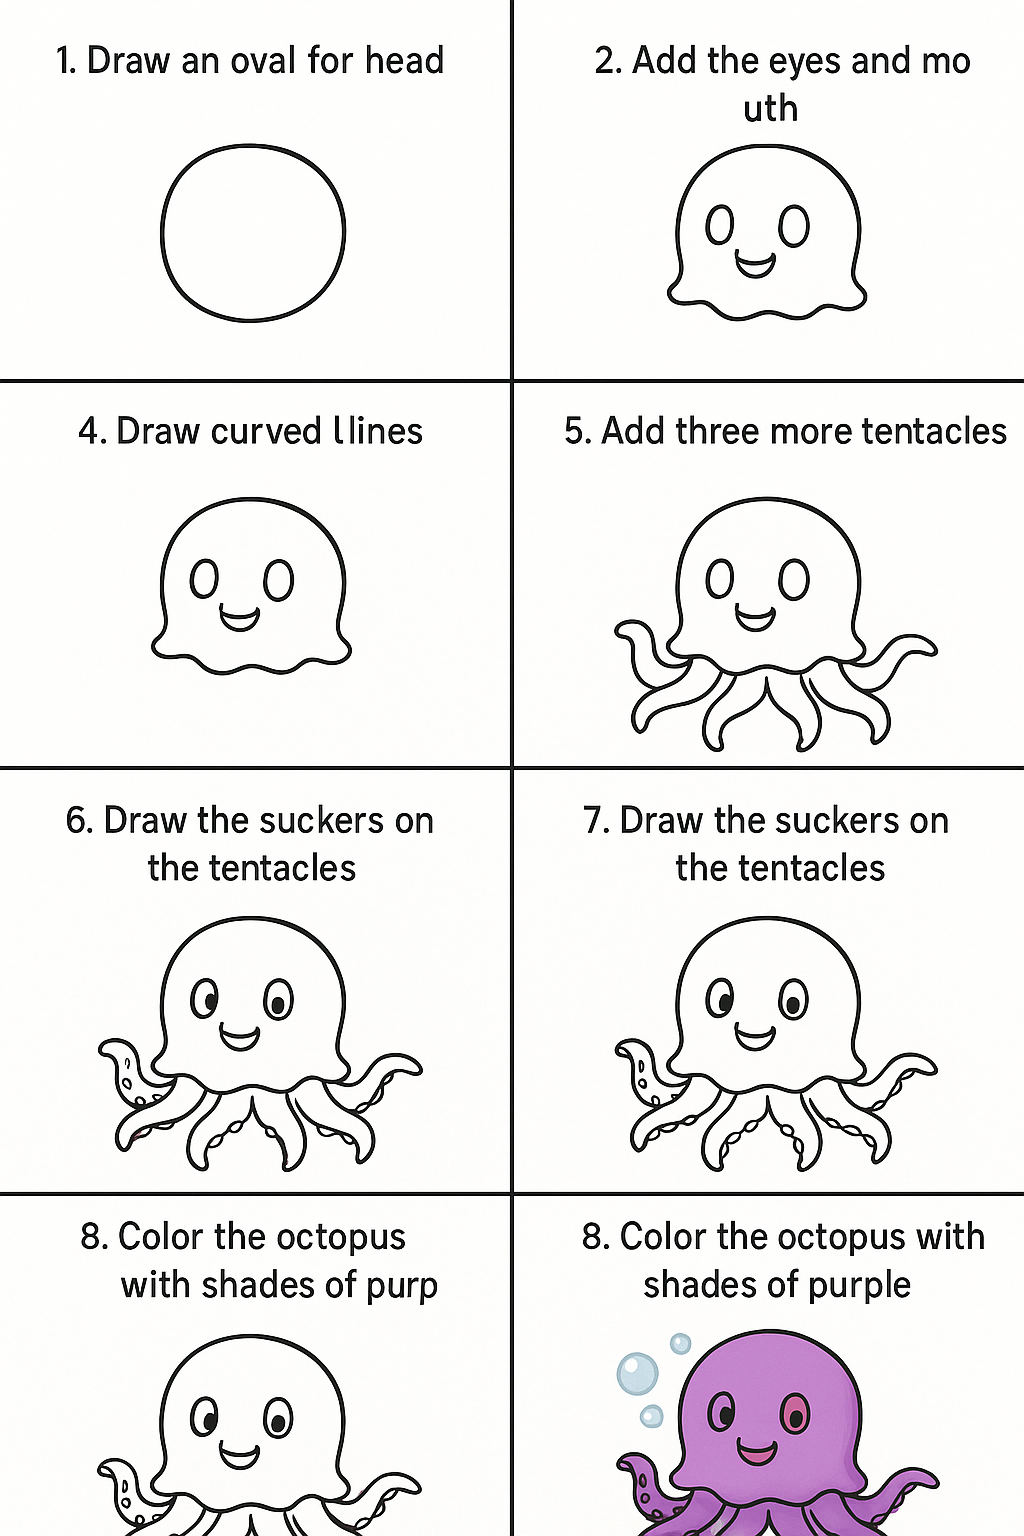 1. Draw an oval for head
2. Add the eyes and mo
uth
4. Draw curved llines
5. Add three more tentacles
6. Draw the suckers on
the tentacles
7. Draw the suckers on
the tentacles
8. Color the octopus
with shades of purp
8. Color the octopus with
shades of purple